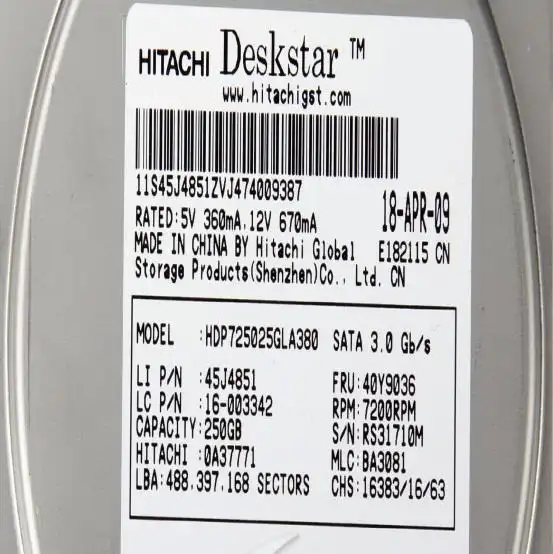 HITACHI Deskstar ™
www.hitachigst.com
11S45J4851ZVJ474009387
RATED:5V 360mA,12V 670mA 18-APR-09
MADE IN CHINA BY Hitachi Global E182115 CN
Storage Products(Shenzhen)Co., Ltd. CN
MODEL :HDP725025GLA380 SATA 3.0 Gb/s
LI P/N :45J4851 FRU:40Y9036
LC P/N :16-003342 RPM:7200RPM
CAPACITY:250GB S/N:RS31710M
HITACHI :0A37771 MLC:BA3081
LBA:488,397,168 SECTORS CHS:16383/16/63